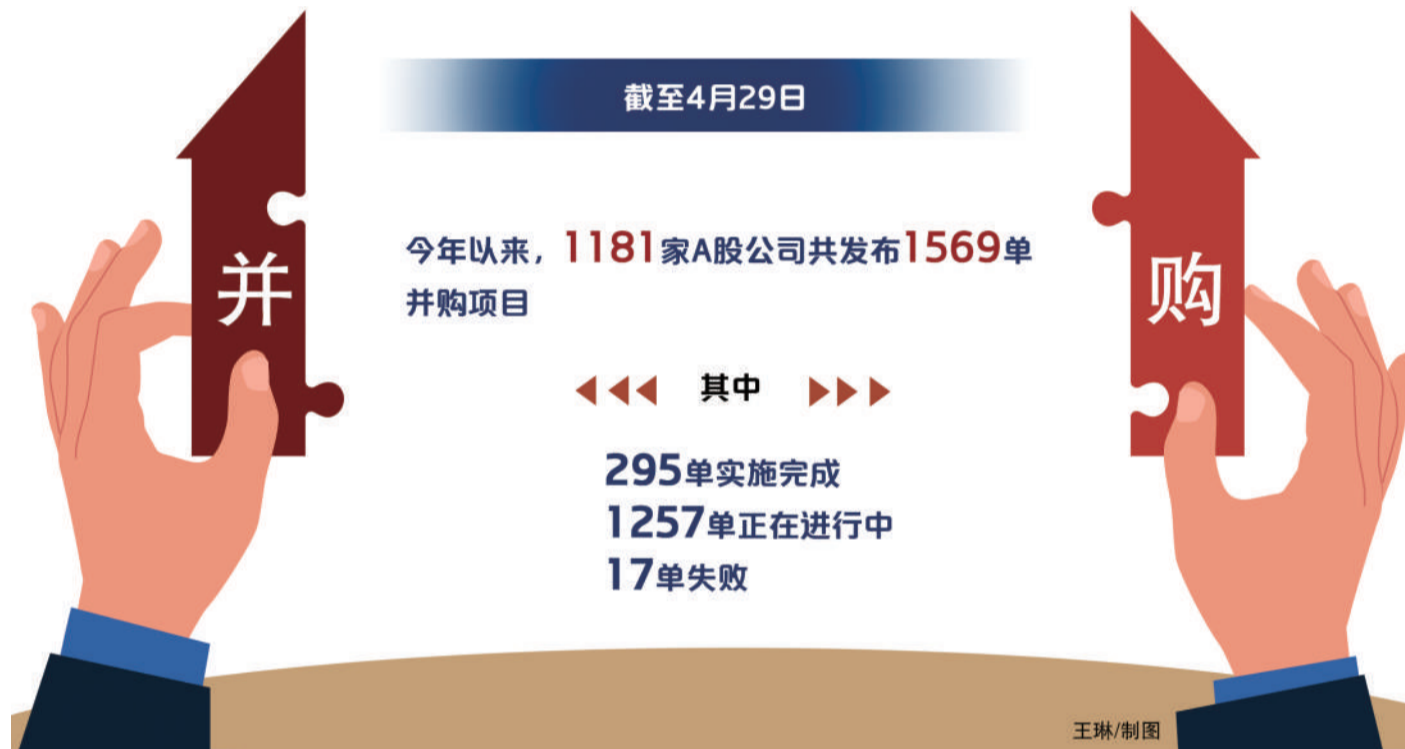 截至4月29日
并
购
今年以来，1181家A股公司共发布1569单
并购项目
其中
295单实施完成
1257单正在进行中
17单失败
王琳/制图